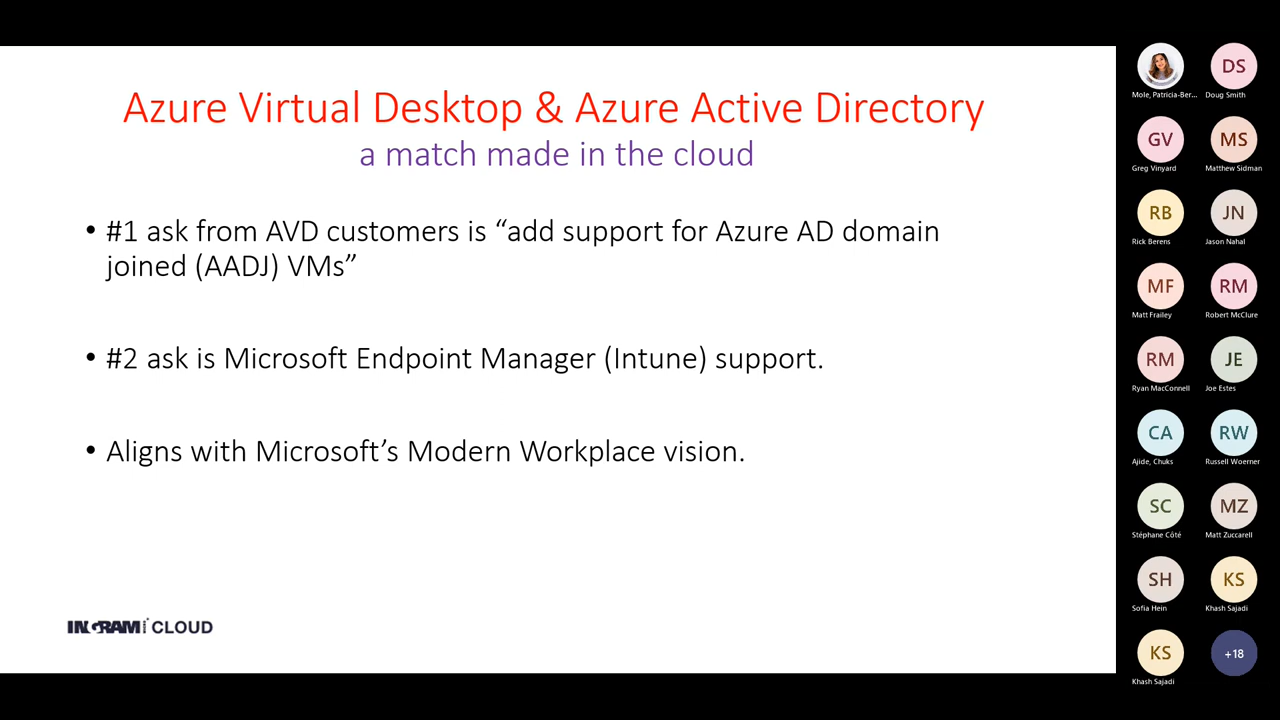 Azure Virtual Desktop & Azure Active Directory
a match made in the cloud
• #1 ask from AVD customers is “add support for Azure AD domain
joined (AADJ) VMs”
• #2 ask is Microsoft Endpoint Manager (Intune) support.
• Aligns with Microsoft’s Modern Workplace vision.
INGRAM MICRO CLOUD
Mole, Patricia-Ber...
DS
Doug Smith
GV
Greg Vinyard
MS
Matthew Sidman
RB
Rick Berens
JN
Jason Nahal
MF
Matt Frailey
RM
Robert McClure
RM
Ryan MacConnell
JE
Joe Estes
CA
Ajide, Chuks
RW
Russell Woerner
SC
Stéphane Côté
MZ
Matt Zuccarell
SH
Sofia Hein
KS
Khash Sajadi
KS
Khash Sajadi
+18